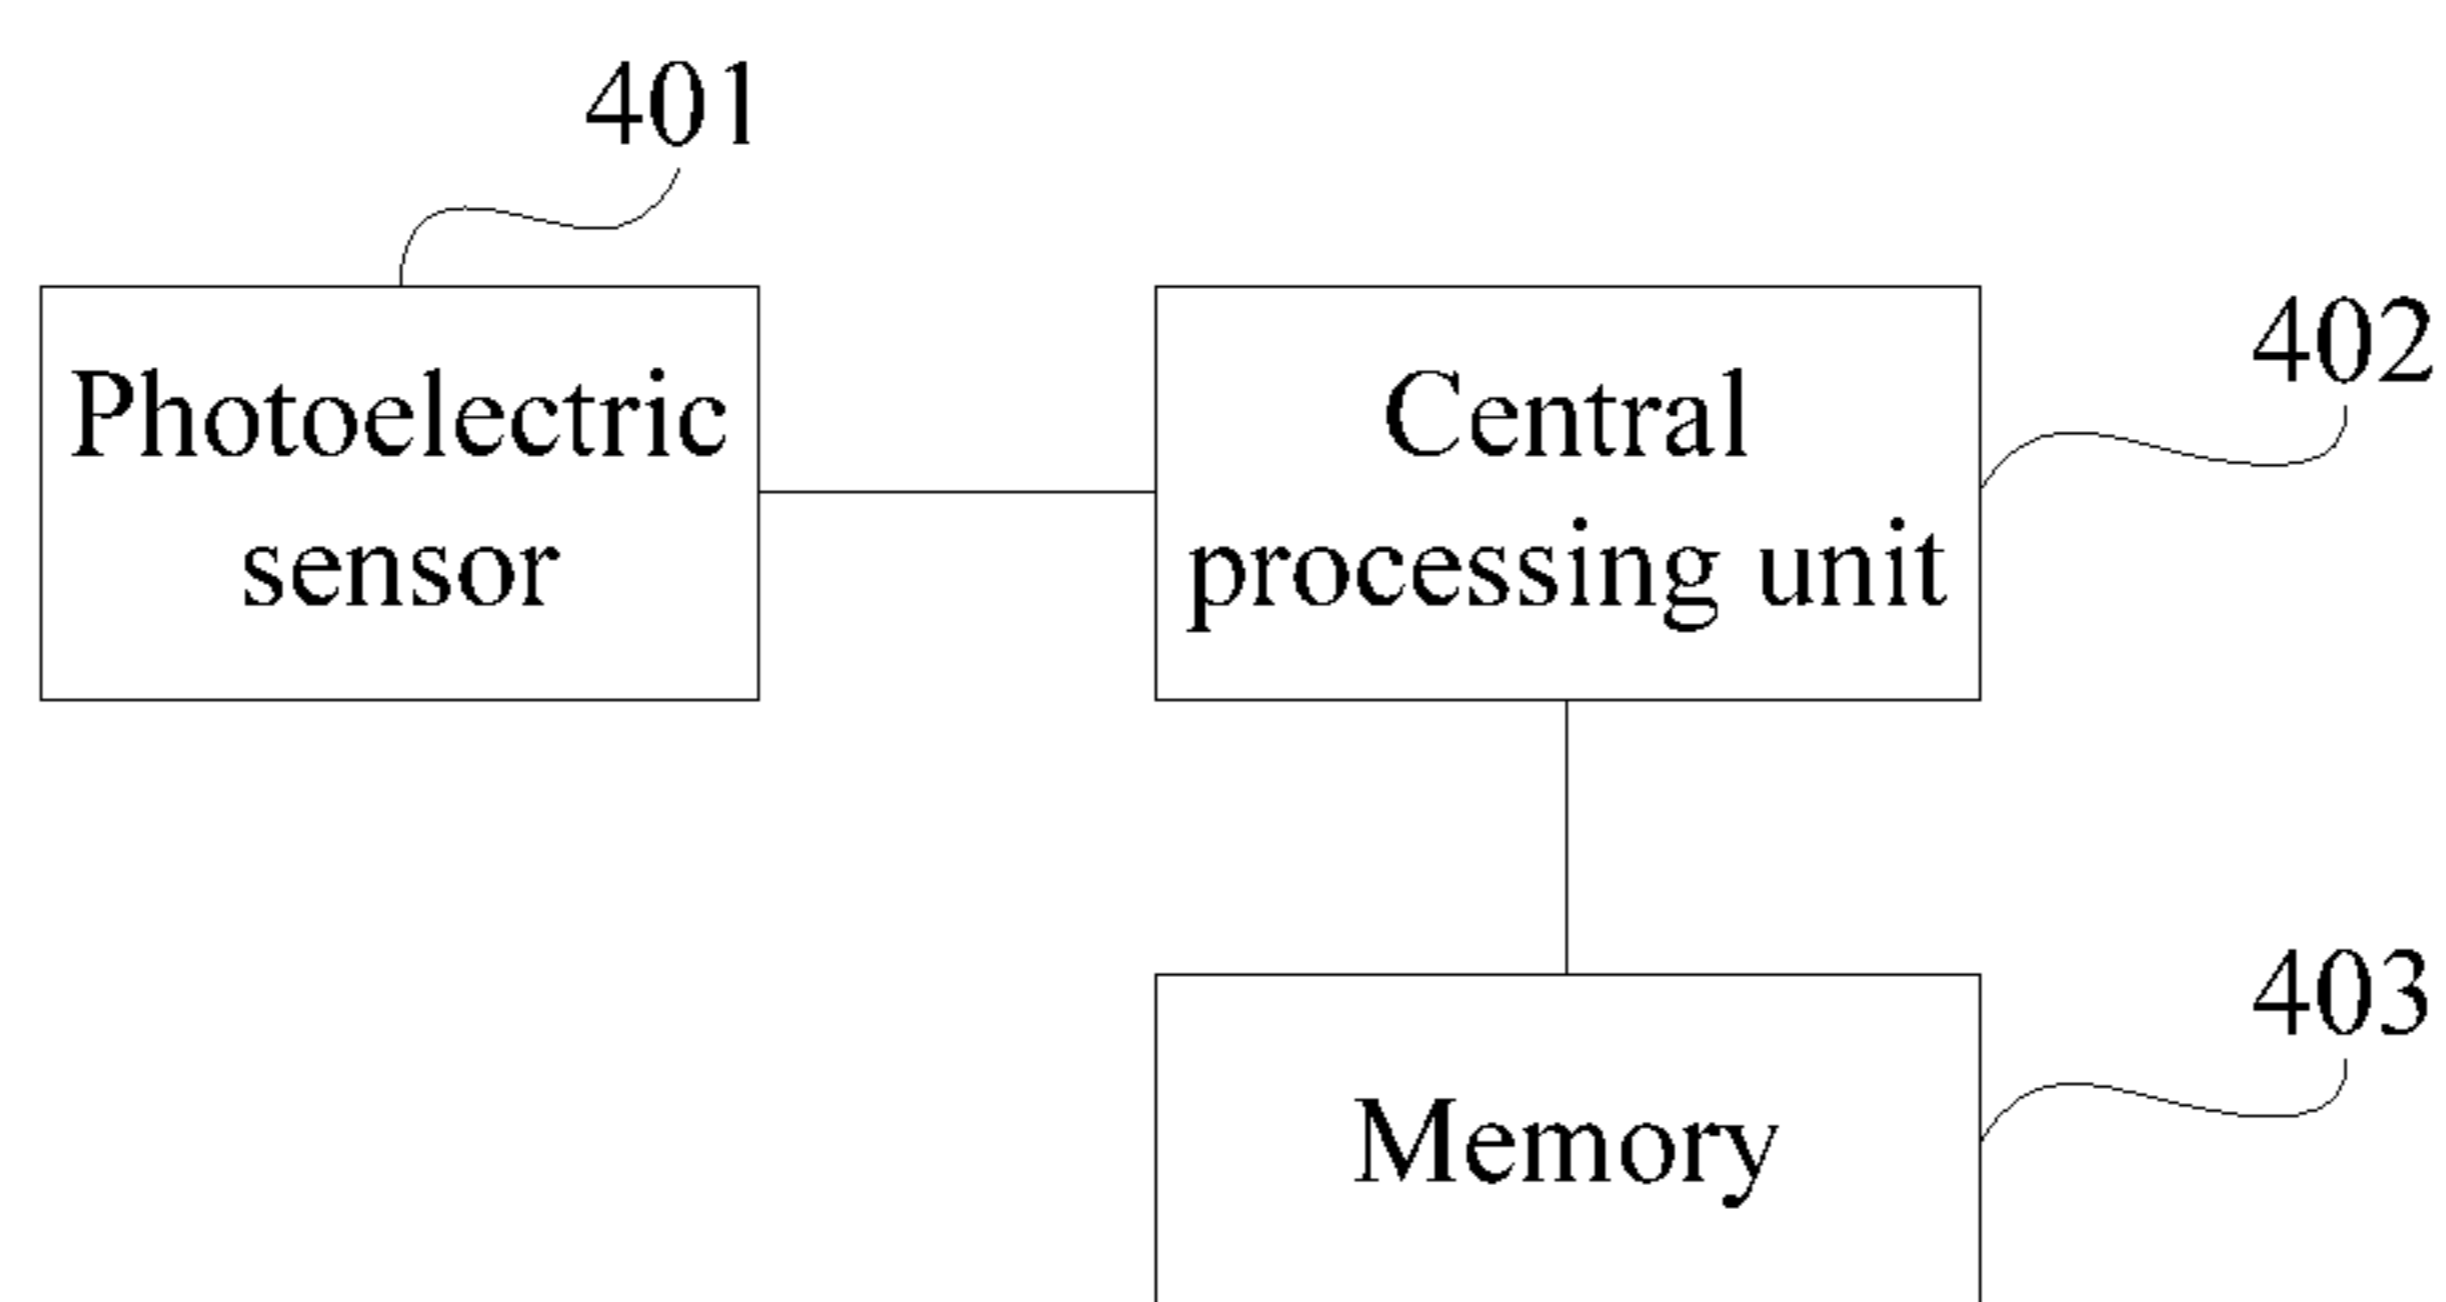 401
Photoelectric
sensor
Central
processing unit
402
Memory
403